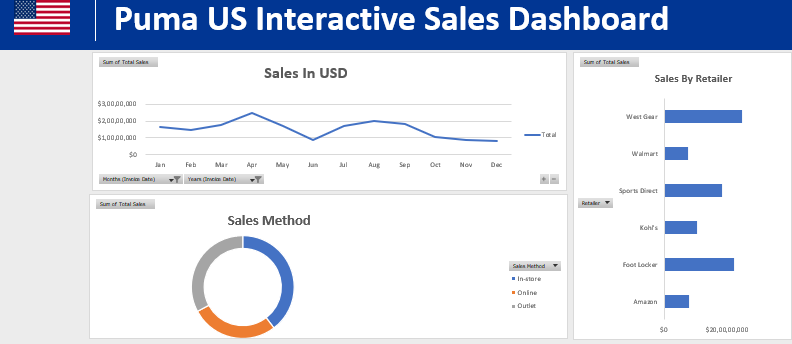 Puma US Interactive Sales Dashboard
Sum of Total Sales
Sales In USD
$3,00,00,000
$2,00,00,000
$1,00,00,000
$0
Jan Feb Mar Apr May Jun Jul Aug Sep Oct Nov Dec
Total
Months (Invoice Date) Years (Invoice Date)
+ −
Sum of Total Sales
Sales Method
Sales Method
In-store
Online
Outlet
Sum of Total Sales
Sales By Retailer
West Gear
Walmart
Sports Direct
Retailer
Kohl's
Foot Locker
Amazon
$0 $20,00,00,000